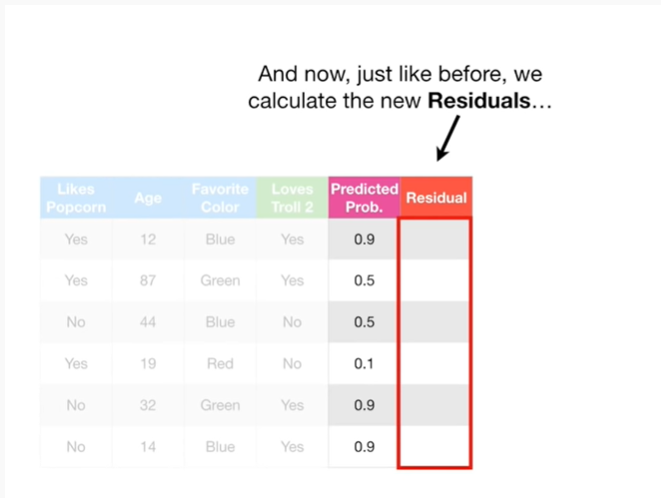 And now, just like before, we
calculate the new Residuals...
Likes Popcorn Age Favorite Color Loves Troll 2 Predicted Prob. Residual
Yes 12 Blue Yes 0.9
Yes 87 Green Yes 0.5
No 44 Blue No 0.5
Yes 19 Red No 0.1
No 32 Green Yes 0.9
No 14 Blue Yes 0.9